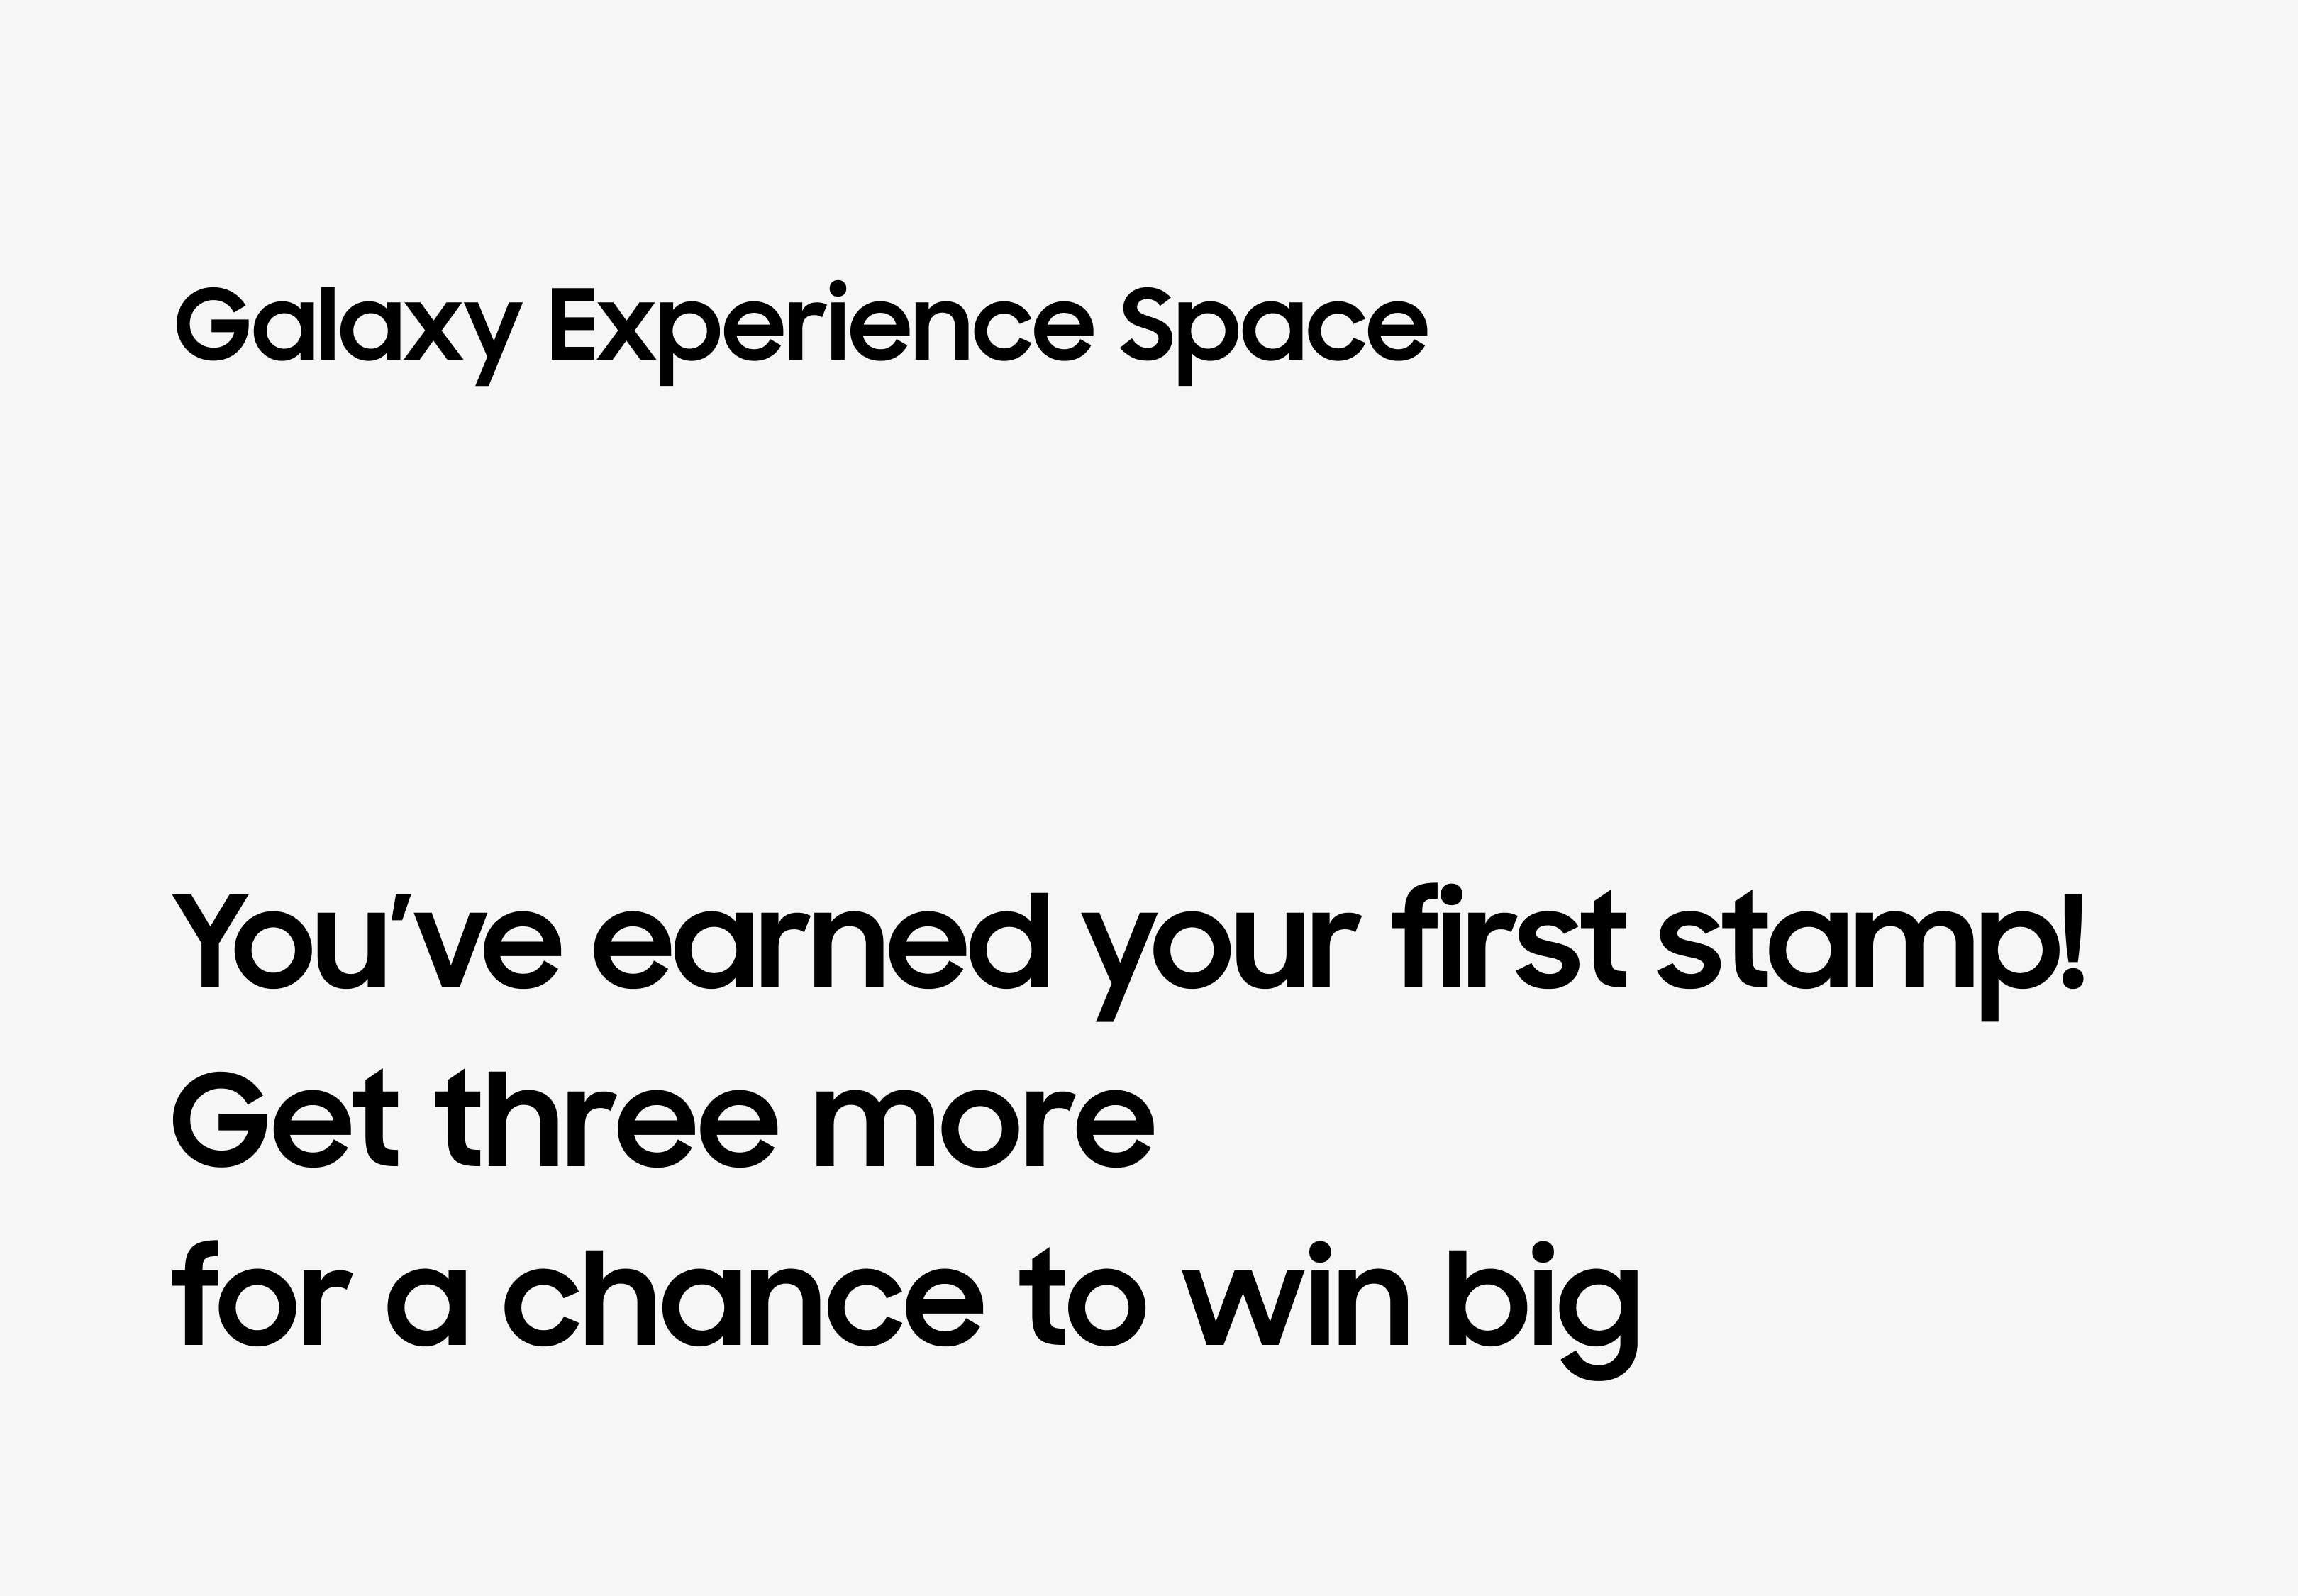 Galaxy Experience Space
You’ve earned your first stamp!
Get three more
for a chance to win big